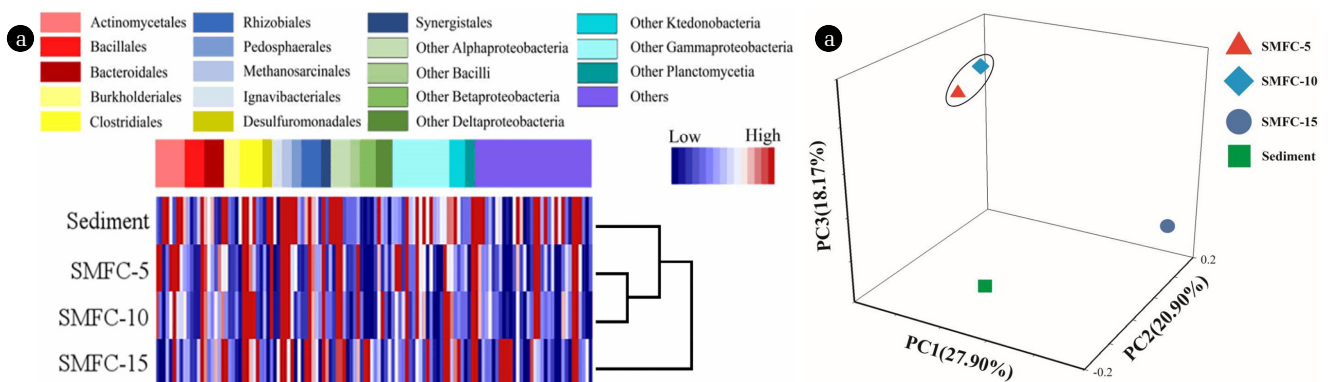 a
Actinomycetales
Bacillales
Bacteroidales
Burkholderiales
Clostridiales
Rhizobiales
Pedosphaerales
Methanosarcinales
Ignavibacteriales
Desulfuromonadales
Synergistales
Other Alphaproteobacteria
Other Bacilli
Other Betaproteobacteria
Other Deltaproteobacteria
Other Ktedonobacteria
Other Gammaproteobacteria
Other Planctomycetia
Others
Low High
Sediment
SMFC-5
SMFC-10
SMFC-15
a
SMFC-5
SMFC-10
SMFC-15
Sediment
PC3(18.17%)
PC1(27.90%)
PC2(20.90%)
0.2
-0.2